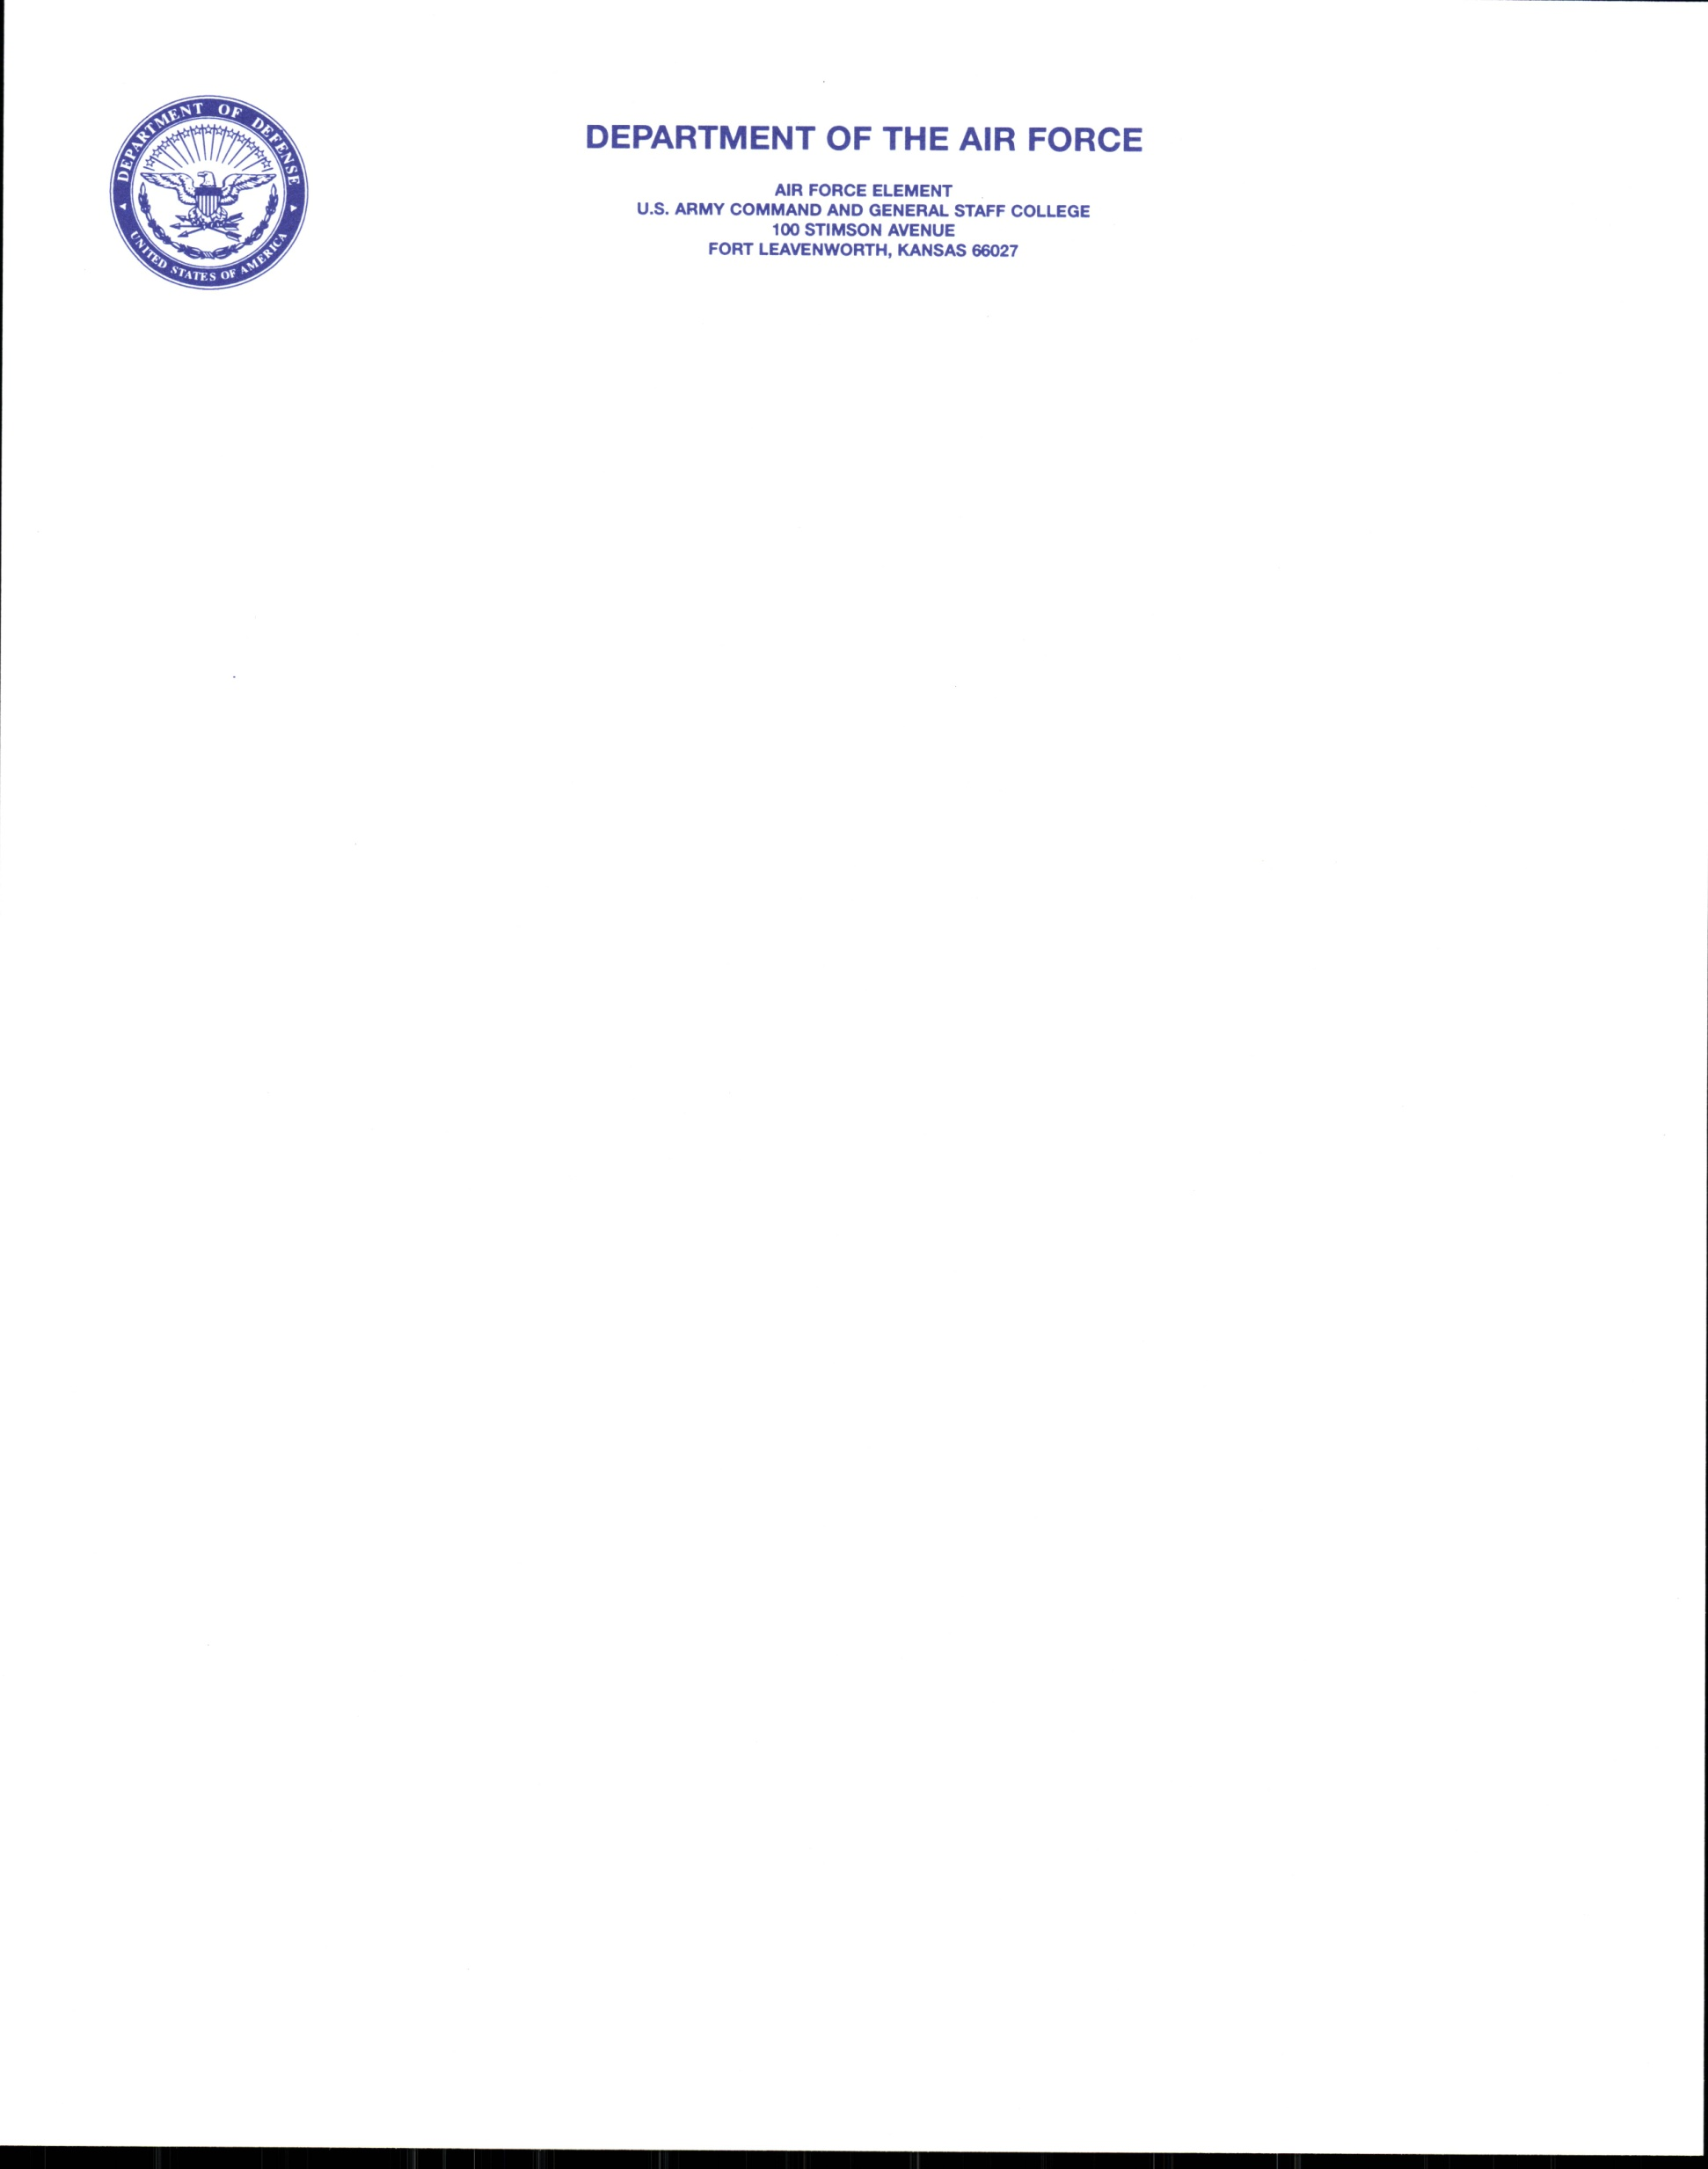 DEPARTMENT OF DEFENSE
UNITED STATES OF AMERICA
DEPARTMENT OF THE AIR FORCE
AIR FORCE ELEMENT
U.S. ARMY COMMAND AND GENERAL STAFF COLLEGE
100 STIMSON AVENUE
FORT LEAVENWORTH, KANSAS 66027